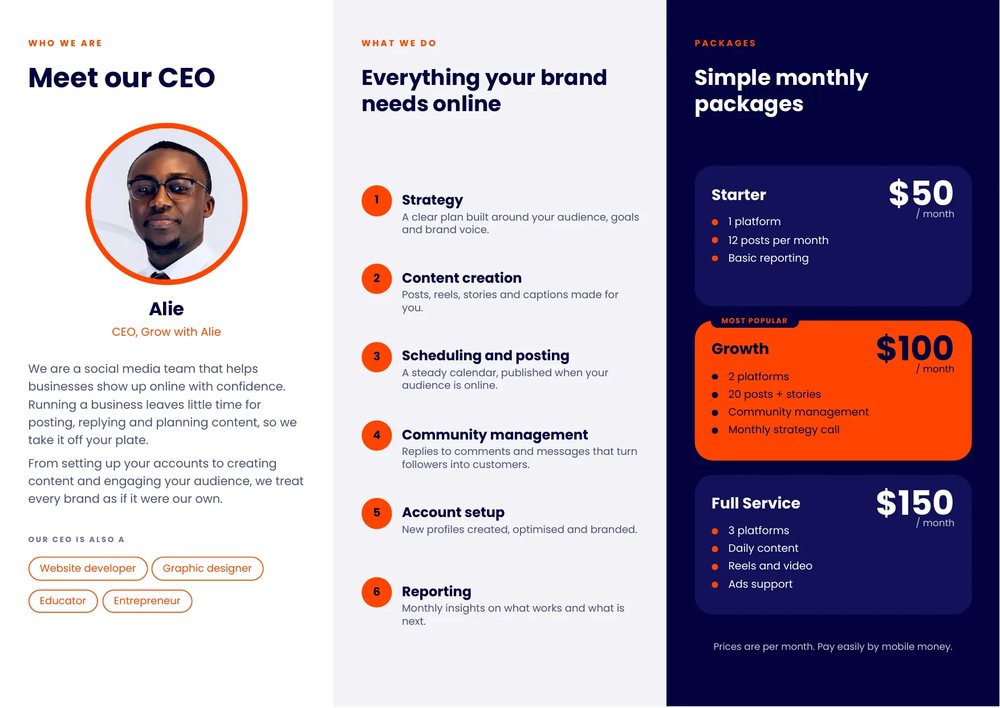 WHO WE ARE
Meet our CEO
Alie
CEO, Grow with Alie
We are a social media team that helps
businesses show up online with confidence.
Running a business leaves little time for
posting, replying and planning content, so we
take it off your plate.
From setting up your accounts to creating
content and engaging your audience, we treat
every brand as if it were our own.
OUR CEO IS ALSO A
Website developer
Graphic designer
Educator
Entrepreneur
WHAT WE DO
Everything your brand
needs online
1
Strategy
A clear plan built around your audience, goals
and brand voice.
2
Content creation
Posts, reels, stories and captions made for
you.
3
Scheduling and posting
A steady calendar, published when your
audience is online.
4
Community management
Replies to comments and messages that turn
followers into customers.
5
Account setup
New profiles created, optimised and branded.
6
Reporting
Monthly insights on what works and what is
next.
PACKAGES
Simple monthly
packages
Starter
$50
/ month
1 platform
12 posts per month
Basic reporting
MOST POPULAR
Growth
$100
/ month
2 platforms
20 posts + stories
Community management
Monthly strategy call
Full Service
$150
/ month
3 platforms
Daily content
Reels and video
Ads support
Prices are per month. Pay easily by mobile money.